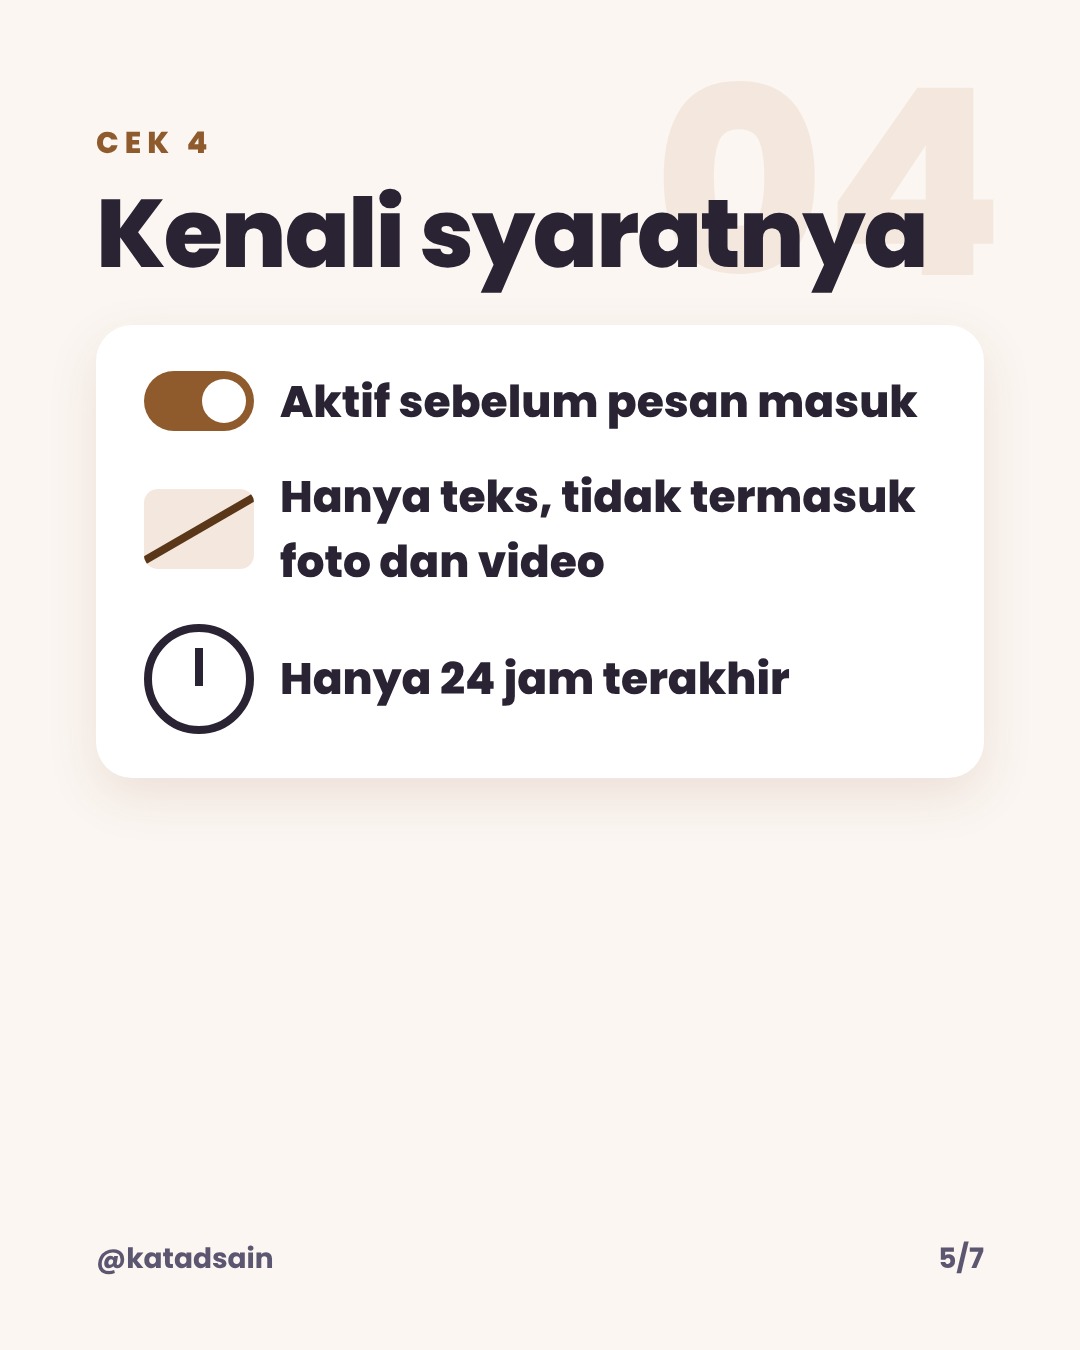 04
CEK 4
Kenali syaratnya
Aktif sebelum pesan masuk
Hanya teks, tidak termasuk
foto dan video
Hanya 24 jam terakhir
@katadsain
5/7